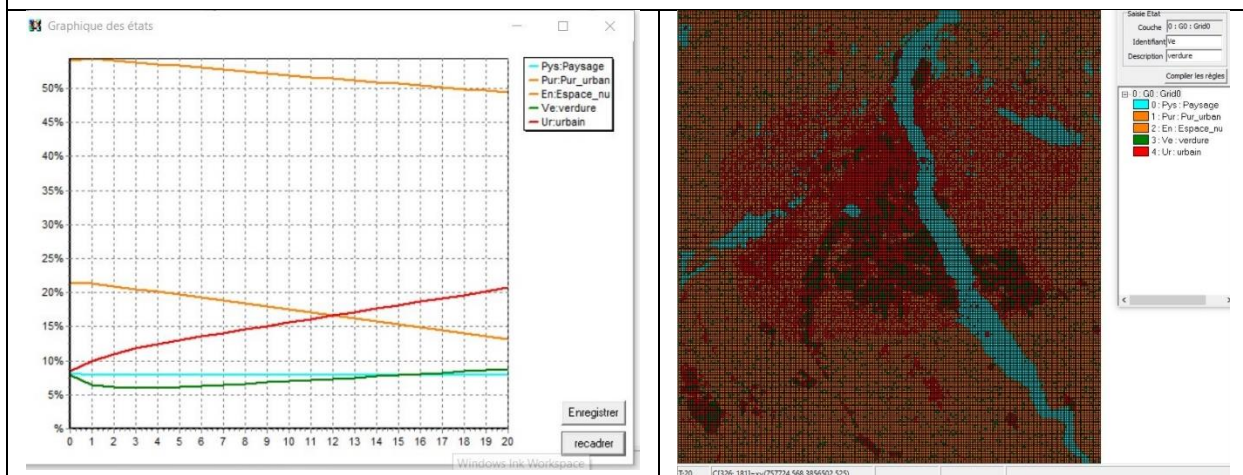 Graphique des états
Pys:Paysage
Pur:Pur_urban
En:Espace_nu
Ve:verdure
Ur:urbain
50%
45%
40%
35%
30%
25%
20%
15%
10%
5%
%
0 1 2 3 4 5 6 7 8 9 10 11 12 13 14 15 16 17 18 19 20
Enregistrer
recadrer
Windows Ink Workspace
Saisie Etat
Couche 0 : G0 : Grid0
Identifiant Ve
Description verdure
Compiler les règles
0 : G0 : Grid0
0 : Pys : Paysage
1 : Pur : Pur_urban
2 : En : Espace_nu
3 : Ve : verdure
4 : Ur : urbain